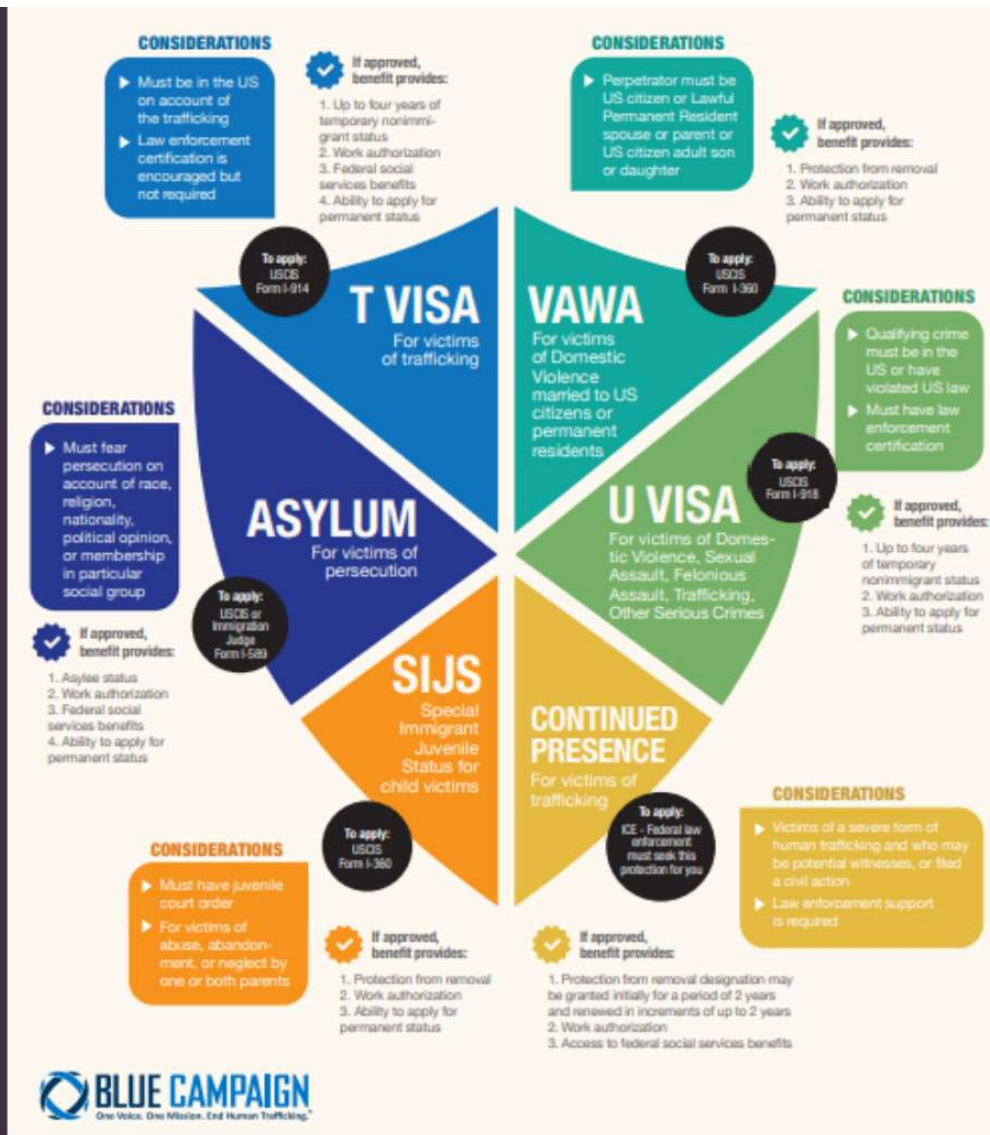 CONSIDERATIONS
Must be in the US
on account of
the trafficking
Law enforcement
certification is
encouraged but
not required
If approved,
benefit provides:
1. Up to four years of
temporary nonimmi-
grant status
2. Work authorization
3. Federal social
services benefits
4. Ability to apply for
permanent status
To apply:
USCIS
Form I-914
T VISA
For victims
of trafficking
CONSIDERATIONS
Perpetrator must be
US citizen or Lawful
Permanent Resident
spouse or parent or
US citizen adult son
or daughter
If approved,
benefit provides:
1. Protection from removal
2. Work authorization
3. Ability to apply for
permanent status
To apply:
USCIS
Form I-360
VAWA
For victims
of Domestic
Violence
married to US
citizens or
permanent
residents
CONSIDERATIONS
Qualifying crime
must be in the
US or have
violated US law
Must have law
enforcement
certification
To apply:
USCIS
Form I-918
If approved,
benefit provides:
1. Up to four years
of temporary
nonimmigrant status
2. Work authorization
3. Ability to apply for
permanent status
U VISA
For victims of Domes-
tic Violence, Sexual
Assault, Felonious
Assault, Trafficking,
Other Serious Crimes
CONSIDERATIONS
Must fear
persecution on
account of race,
religion,
nationality,
political opinion,
or membership
in particular
social group
If approved,
benefit provides:
1. Asylee status
2. Work authorization
3. Federal social
services benefits
4. Ability to apply for
permanent status
To apply:
USCIS or
Immigration
Judge
Form I-589
ASYLUM
For victims of
persecution
SIJS
Special
Immigrant
Juvenile
Status for
child victims
To apply:
USCIS
Form I-360
CONSIDERATIONS
Must have juvenile
court order
For victims of
abuse, abandon-
ment, or neglect by
one or both parents
If approved,
benefit provides:
1. Protection from removal
2. Work authorization
3. Ability to apply for
permanent status
CONTINUED
PRESENCE
For victims of
trafficking
To apply:
ICE - Federal law
enforcement
must seek this
protection for you
CONSIDERATIONS
Victims of a severe form of
human trafficking and who may
be potential witnesses, or filed
a civil action
Law enforcement support
is required
If approved,
benefit provides:
1. Protection from removal designation may
be granted initially for a period of 2 years
and renewed in increments of up to 2 years
2. Work authorization
3. Access to federal social services benefits
BLUE CAMPAIGN
One Voice. One Mission. End Human Trafficking.